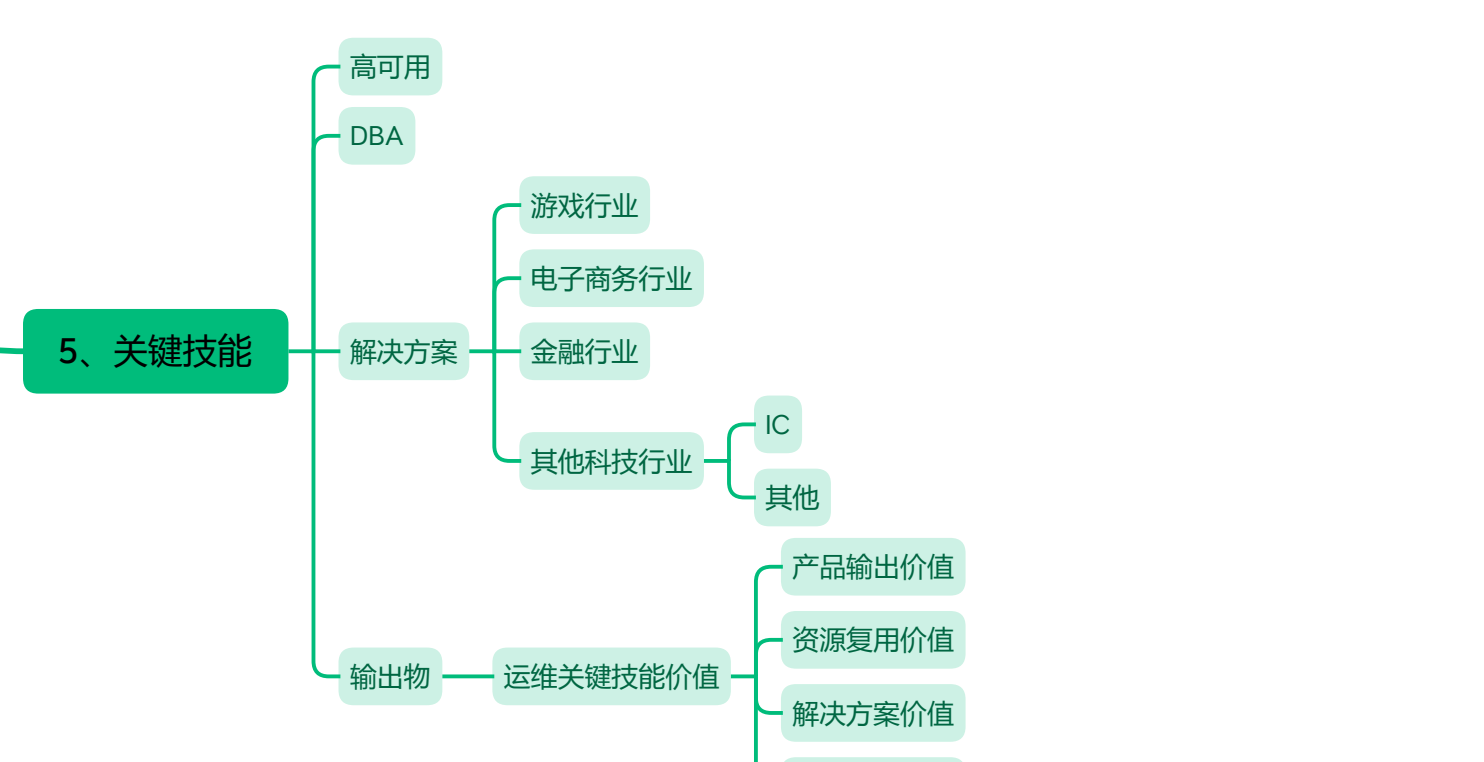 高可用
DBA
游戏行业
电子商务行业
金融行业
5、关键技能
解决方案
IC
其他科技行业
其他
产品输出价值
资源复用价值
输出物
运维关键技能价值
解决方案价值